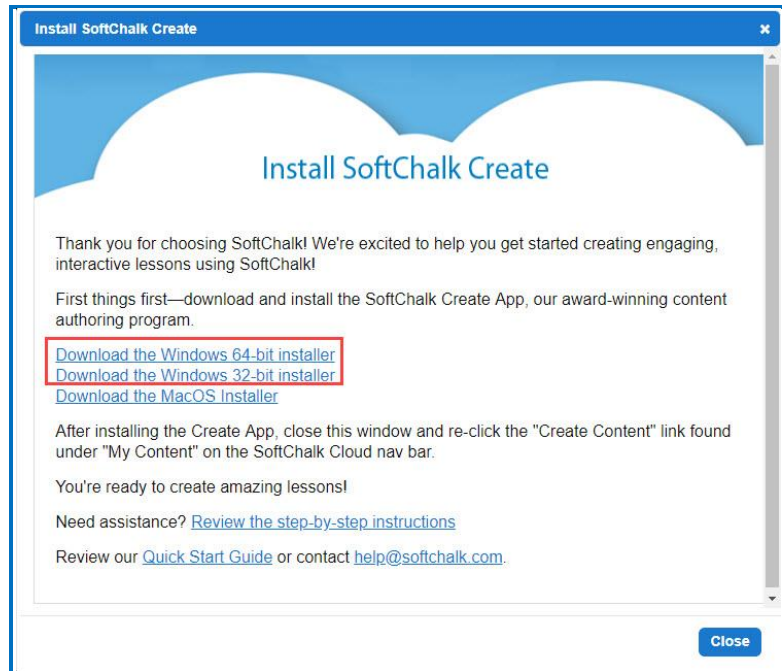 Install SoftChalk Create
Install SoftChalk Create
Thank you for choosing SoftChalk! We're excited to help you get started creating engaging,
interactive lessons using SoftChalk!
First things first—download and install the SoftChalk Create App, our award-winning content
authoring program.
Download the Windows 64-bit installer
Download the Windows 32-bit installer
Download the MacOS Installer
After installing the Create App, close this window and re-click the "Create Content" link found
under "My Content" on the SoftChalk Cloud nav bar.
You're ready to create amazing lessons!
Need assistance? Review the step-by-step instructions
Review our Quick Start Guide or contact help@softchalk.com.
Close